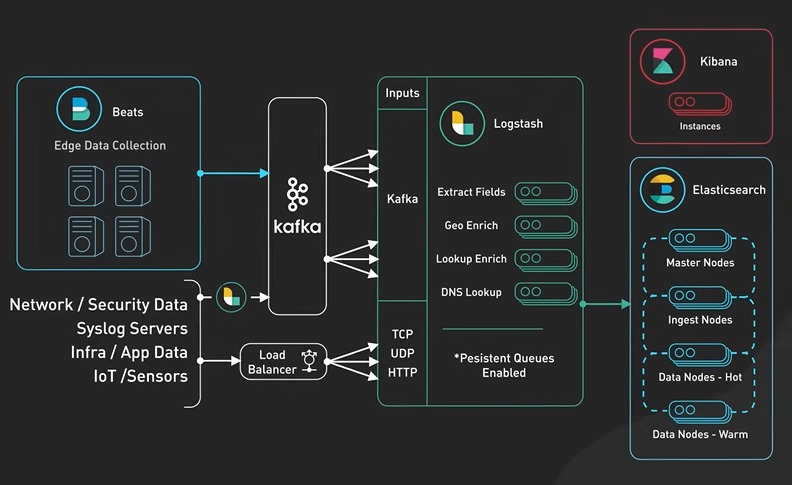 Beats
Edge Data Collection
Network / Security Data
Syslog Servers
Infra / App Data
IoT /Sensors
kafka
Load
Balancer
Inputs
Kafka
TCP
UDP
HTTP
Logstash
Extract Fields
Geo Enrich
Lookup Enrich
DNS Lookup
*Pesistent Queues
Enabled
Kibana
Instances
Elasticsearch
Master Nodes
Ingest Nodes
Data Nodes - Hot
Data Nodes - Warm